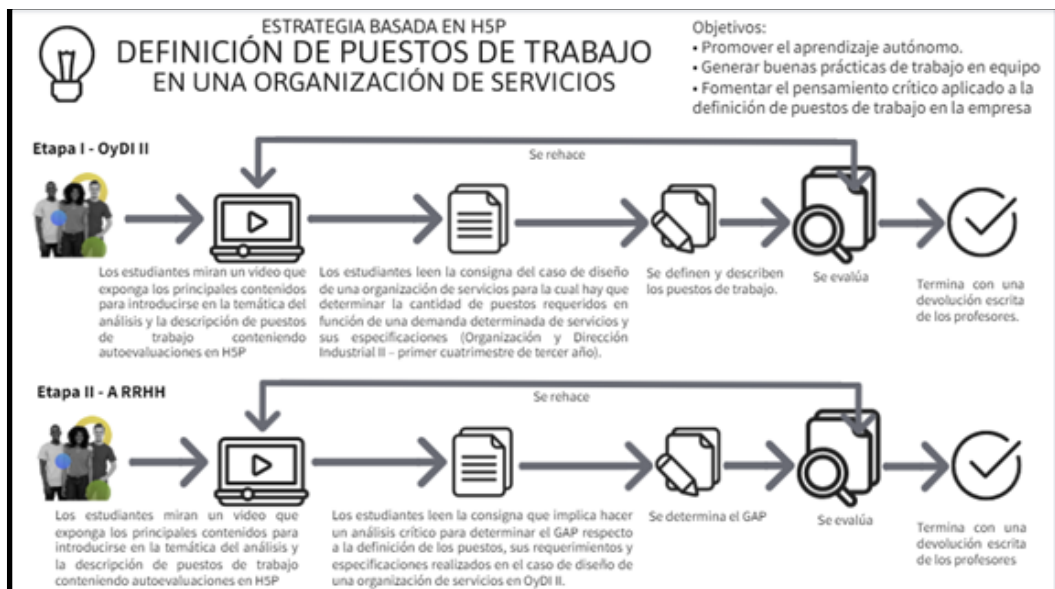 ESTRATEGIA BASADA EN H5P
DEFINICIÓN DE PUESTOS DE TRABAJO
EN UNA ORGANIZACIÓN DE SERVICIOS
Objetivos:
• Promover el aprendizaje autónomo.
• Generar buenas prácticas de trabajo en equipo
• Fomentar el pensamiento crítico aplicado a la
definición de puestos de trabajo en la empresa
Etapa I - OyDI II
Se rehace
Los estudiantes miran un video que
exponga los principales contenidos
para introducirse en la temática del
análisis y la descripción de puestos
de trabajo conteniendo
autoevaluaciones en H5P
Los estudiantes leen la consigna del caso de diseño
de una organización de servicios para la cual hay que
determinar la cantidad de puestos requeridos en
función de una demanda determinada de servicios y
sus especificaciones (Organización y Dirección
Industrial II – primer cuatrimestre de tercer año).
Se definen y describen
los puestos de trabajo.
Se evalúa
Termina con una
devolución escrita
de los profesores.
Etapa II - A RRHH
Se rehace
Los estudiantes miran un video que
exponga los principales contenidos para
introducirse en la temática del análisis y
la descripción de puestos de trabajo
conteniendo autoevaluaciones en H5P
Los estudiantes leen la consigna que implica hacer
un análisis crítico para determinar el GAP respecto
a la definición de los puestos, sus requerimientos y
especificaciones realizados en el caso de diseño
de una organización de servicios en OyDI II.
Se determina el GAP
Se evalúa
Termina con una
devolución escrita
de los profesores